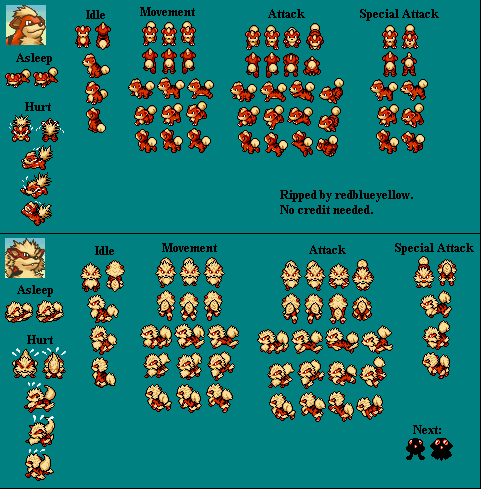 Idle
Movement
Attack
Special Attack
Asleep
Hurt
Ripped by redblueyellow.
No credit needed.
Idle
Movement
Attack
Special Attack
Asleep
Hurt
Next: